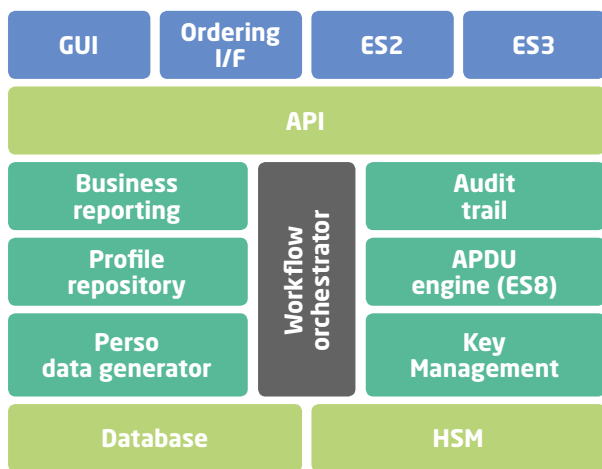 GUI
Ordering
I/F
ES2
ES3
API
Business
reporting
Workflow
orchestrator
Audit
trail
Profile
repository
APDU
engine (ES8)
Perso
data generator
Key
Management
Database
HSM